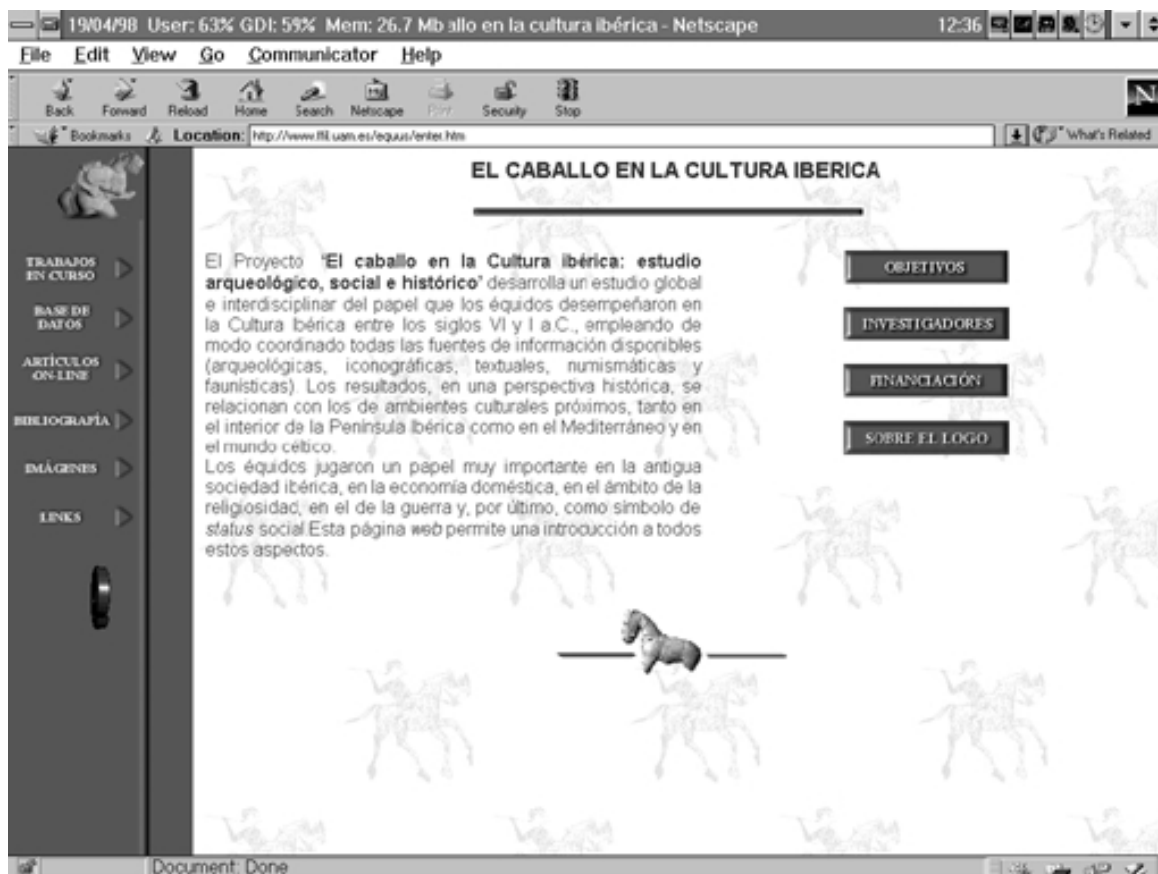 19/04/98 User: 63% GDI: 59% Mem: 26.7 Mb allo en la cultura ibérica - Netscape 12:36
File Edit View Go Communicator Help
Back Forward Reload Home Search Netscape Print Security Stop
Bookmarks Location: http://www.ffil.uam.es/equus/enter.htm What's Related
EL CABALLO EN LA CULTURA IBERICA
TRABAJOS
EN CURSO
BASE DE
DATOS
ARTÍCULOS
ON-LINE
BIBLIOGRAFÍA
IMÁGENES
LINKS
El Proyecto "El caballo en la Cultura ibérica: estudio
arqueológico, social e histórico" desarrolla un estudio global
e interdisciplinar del papel que los équidos desempeñaron en
la Cultura Ibérica entre los siglos VI y I a.C., empleando de
modo coordinado todas las fuentes de información disponibles
(arqueológicas, iconográficas, textuales, numismáticas y
faunísticas). Los resultados, en una perspectiva histórica, se
relacionan con los de ambientes culturales próximos, tanto en
el interior de la Península Ibérica como en el Mediterráneo y en
el mundo céltico.
Los équidos jugaron un papel muy importante en la antigua
sociedad ibérica, en la economía doméstica, en el ámbito de la
religiosidad, en el de la guerra y, por último, como símbolo de
status social.Esta página web permite una introducción a todos
estos aspectos.
OBJETIVOS
INVESTIGADORES
FINANCIACIÓN
SOBRE EL LOGO
Document: Done